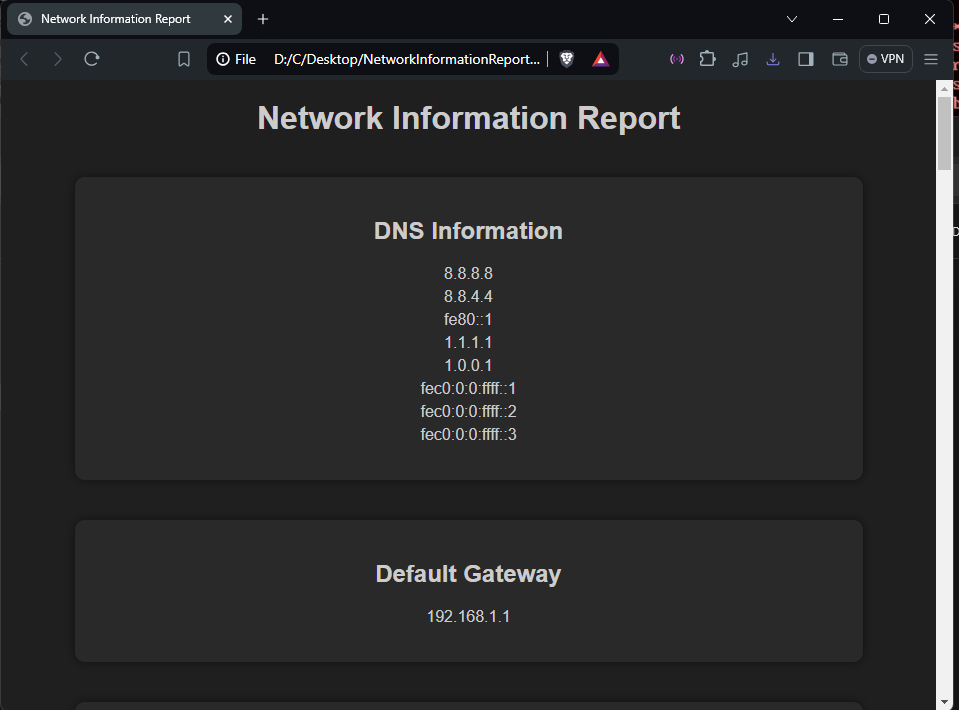 Network Information Report
File D:/C/Desktop/NetworkInformationReport...
VPN
Network Information Report
DNS Information
8.8.8.8
8.8.4.4
fe80::1
1.1.1.1
1.0.0.1
fec0:0:0:ffff::1
fec0:0:0:ffff::2
fec0:0:0:ffff::3
Default Gateway
192.168.1.1